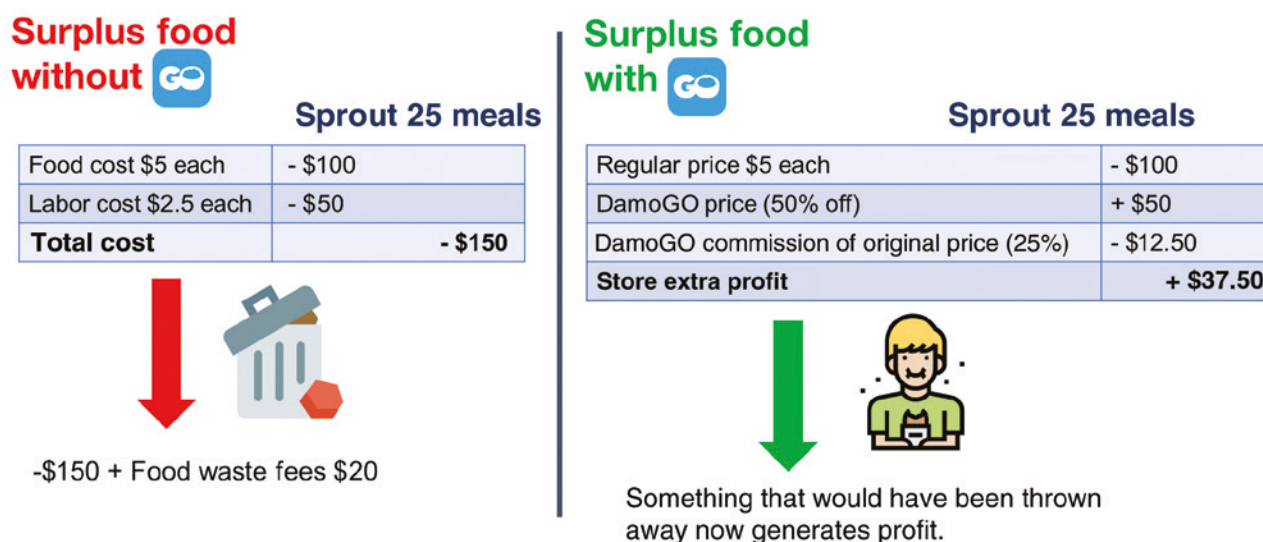 Surplus food
without GO
Sprout 25 meals
Food cost $5 each - $100
Labor cost $2.5 each - $50
Total cost - $150
-$150 + Food waste fees $20
Surplus food
with GO
Sprout 25 meals
Regular price $5 each - $100
DamoGO price (50% off) + $50
DamoGO commission of original price (25%) - $12.50
Store extra profit + $37.50
Something that would have been thrown
away now generates profit.